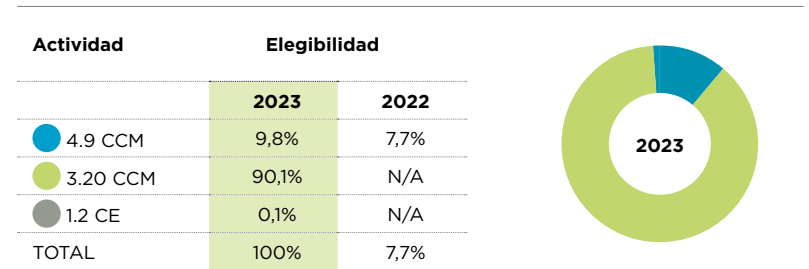 Actividad Elegibilidad
2023 2022
4.9 CCM 9,8% 7,7%
3.20 CCM 90,1% N/A
1.2 CE 0,1% N/A
TOTAL 100% 7,7%
2023